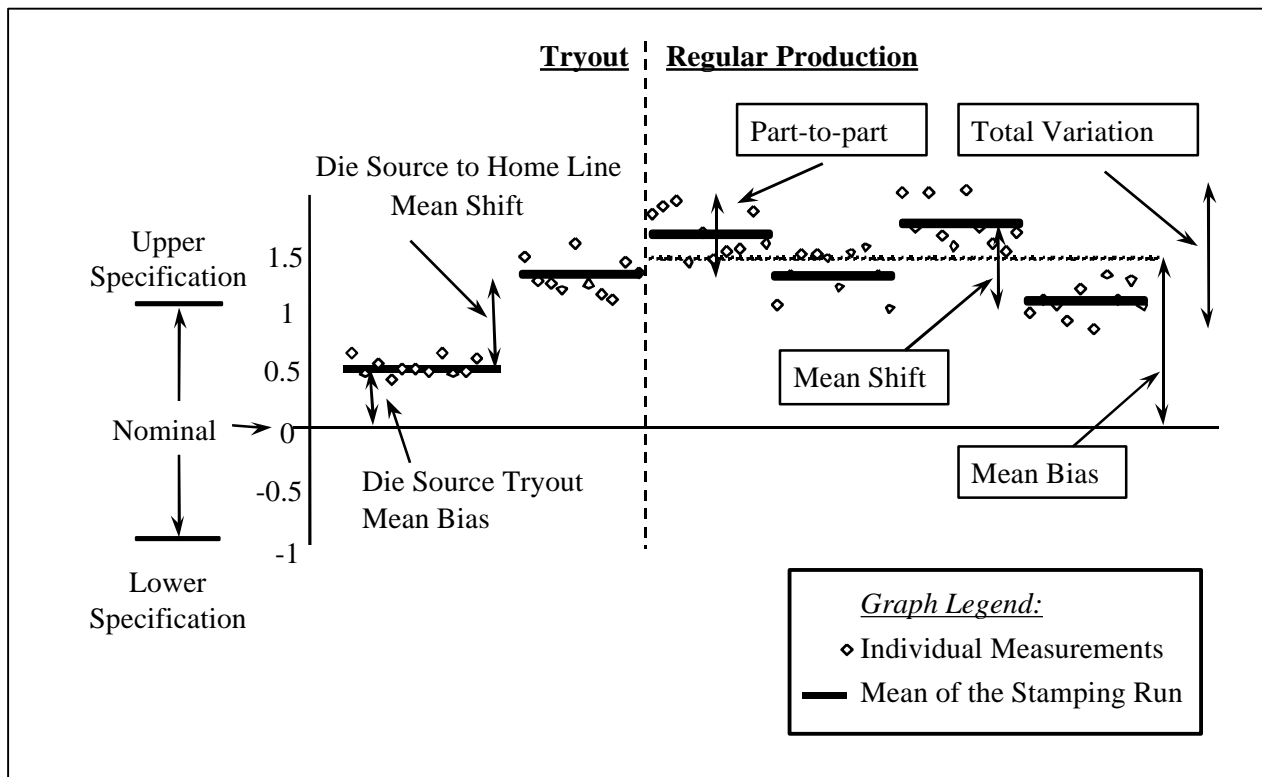 Tryout
Regular Production
Part-to-part
Total Variation
Die Source to Home Line
Mean Shift
Upper
Specification
1.5
1
0.5
0
-0.5
-1
Nominal
Mean Shift
Die Source Tryout
Mean Bias
Mean Bias
Lower
Specification
Graph Legend:
Individual Measurements
Mean of the Stamping Run